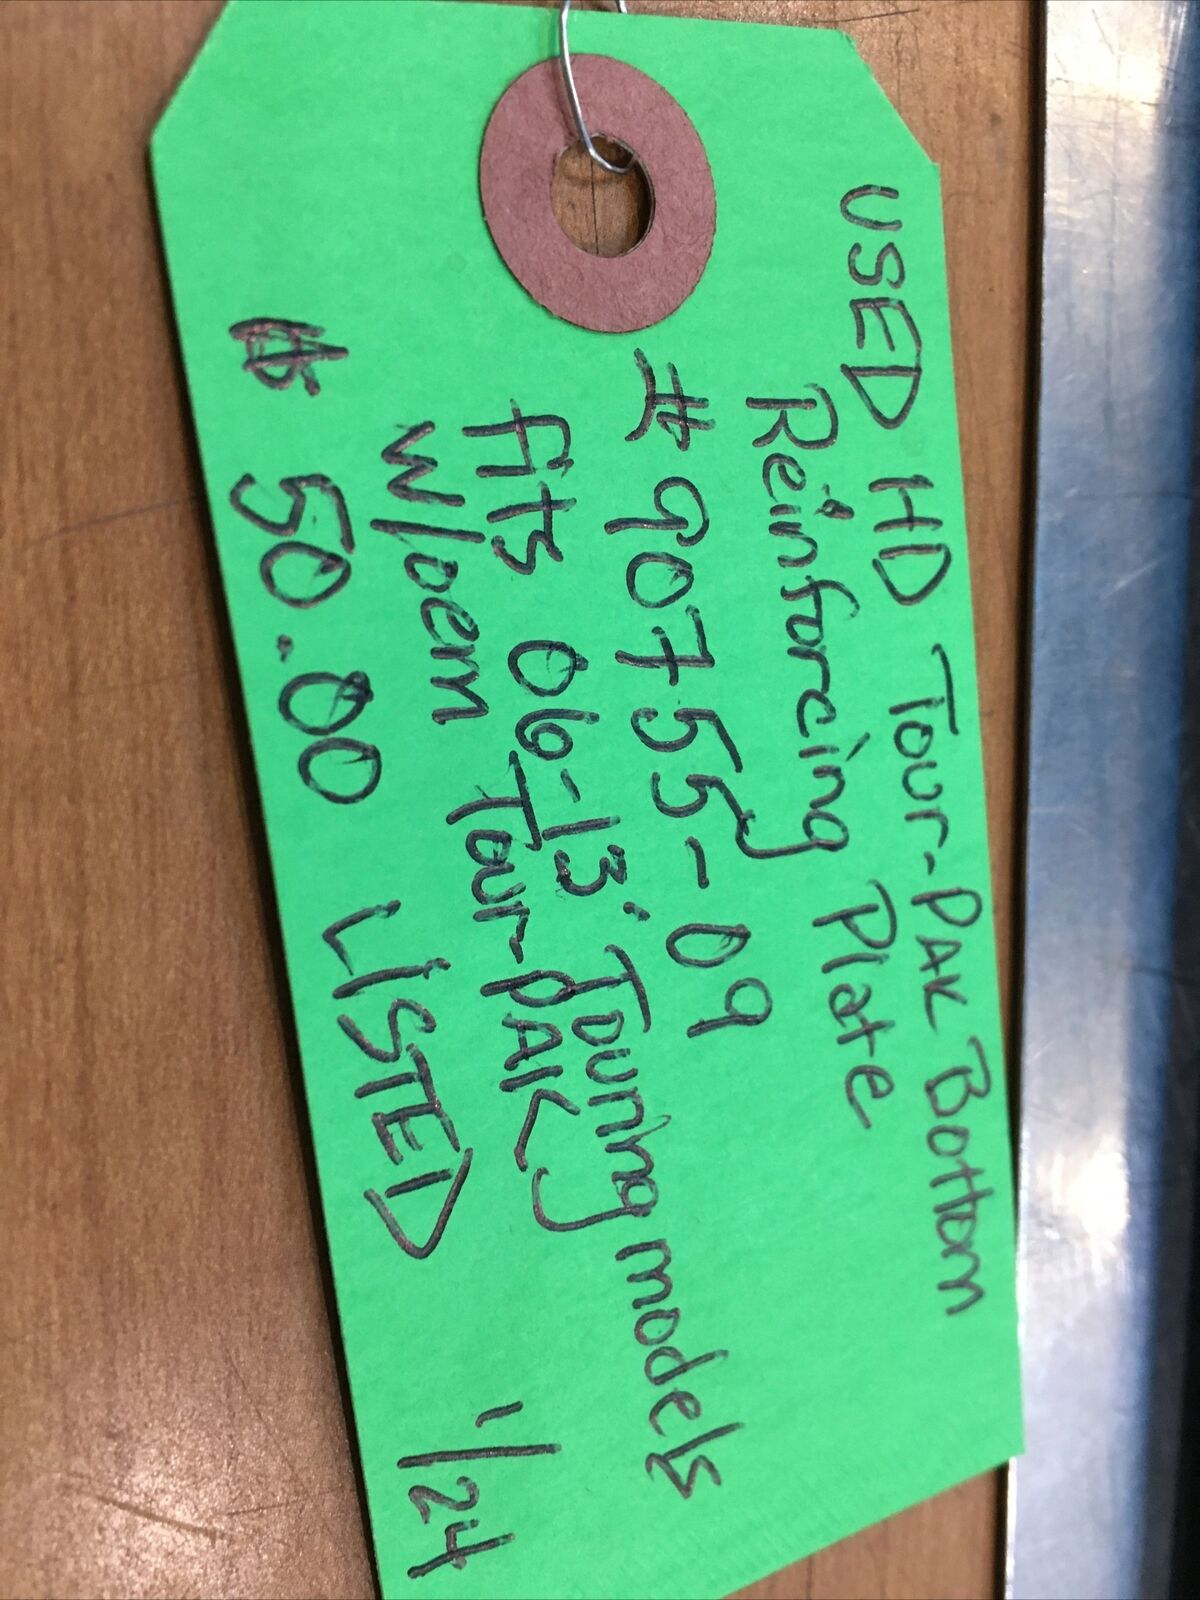 USED HD Tour-PAK Bottom
Reinforcing Plate
#90755-09
fits 06-13' Touring models
w/oem Tour-PAK
$ 50.00 LISTED 1/24